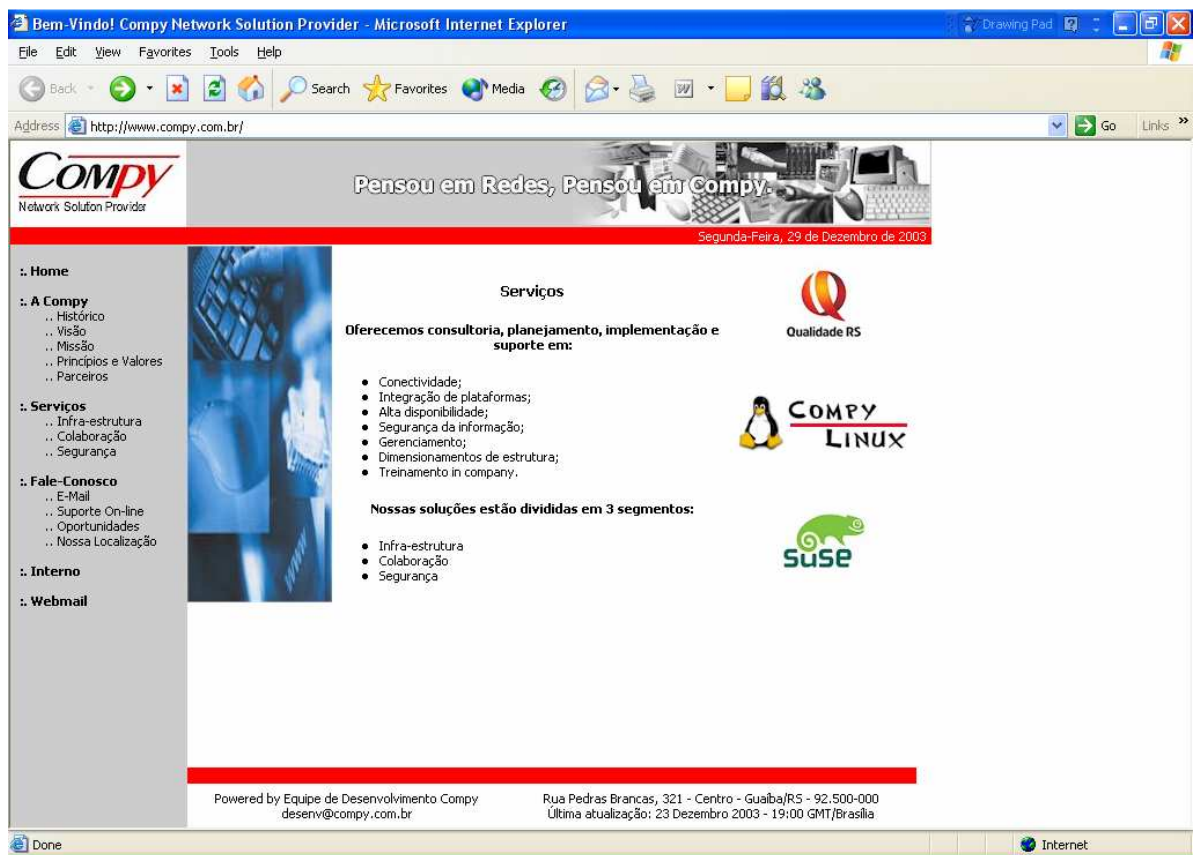 Bem-Vindo! Compy Network Solution Provider - Microsoft Internet Explorer
Drawing Pad
File Edit View Favorites Tools Help
Back Search Favorites Media
Address http://www.compy.com.br/ Go Links »
COMPY
Network Solution Provider
Pensou em Redes, Pensou em Compy.
Segunda-Feira, 29 de Dezembro de 2003
:. Home
:. A Compy
.. Histórico
.. Visão
.. Missão
.. Princípios e Valores
.. Parceiros
:. Serviços
.. Infra-estrutura
.. Colaboração
.. Segurança
:. Fale-Conosco
.. E-Mail
.. Suporte On-line
.. Oportunidades
.. Nossa Localização
:. Interno
:. Webmail
www
Serviços
Oferecemos consultoria, planejamento, implementação e
suporte em:
• Conectividade;
• Integração de plataformas;
• Alta disponibilidade;
• Segurança da informação;
• Gerenciamento;
• Dimensionamentos de estrutura;
• Treinamento in company.
Nossas soluções estão divididas em 3 segmentos:
• Infra-estrutura
• Colaboração
• Segurança
Qualidade RS
COMPY
LINUX
SUSE
Powered by Equipe de Desenvolvimento Compy
desenv@compy.com.br
Rua Pedras Brancas, 321 - Centro - Guaíba/RS - 92.500-000
Última atualização: 23 Dezembro 2003 - 19:00 GMT/Brasília
Done Internet